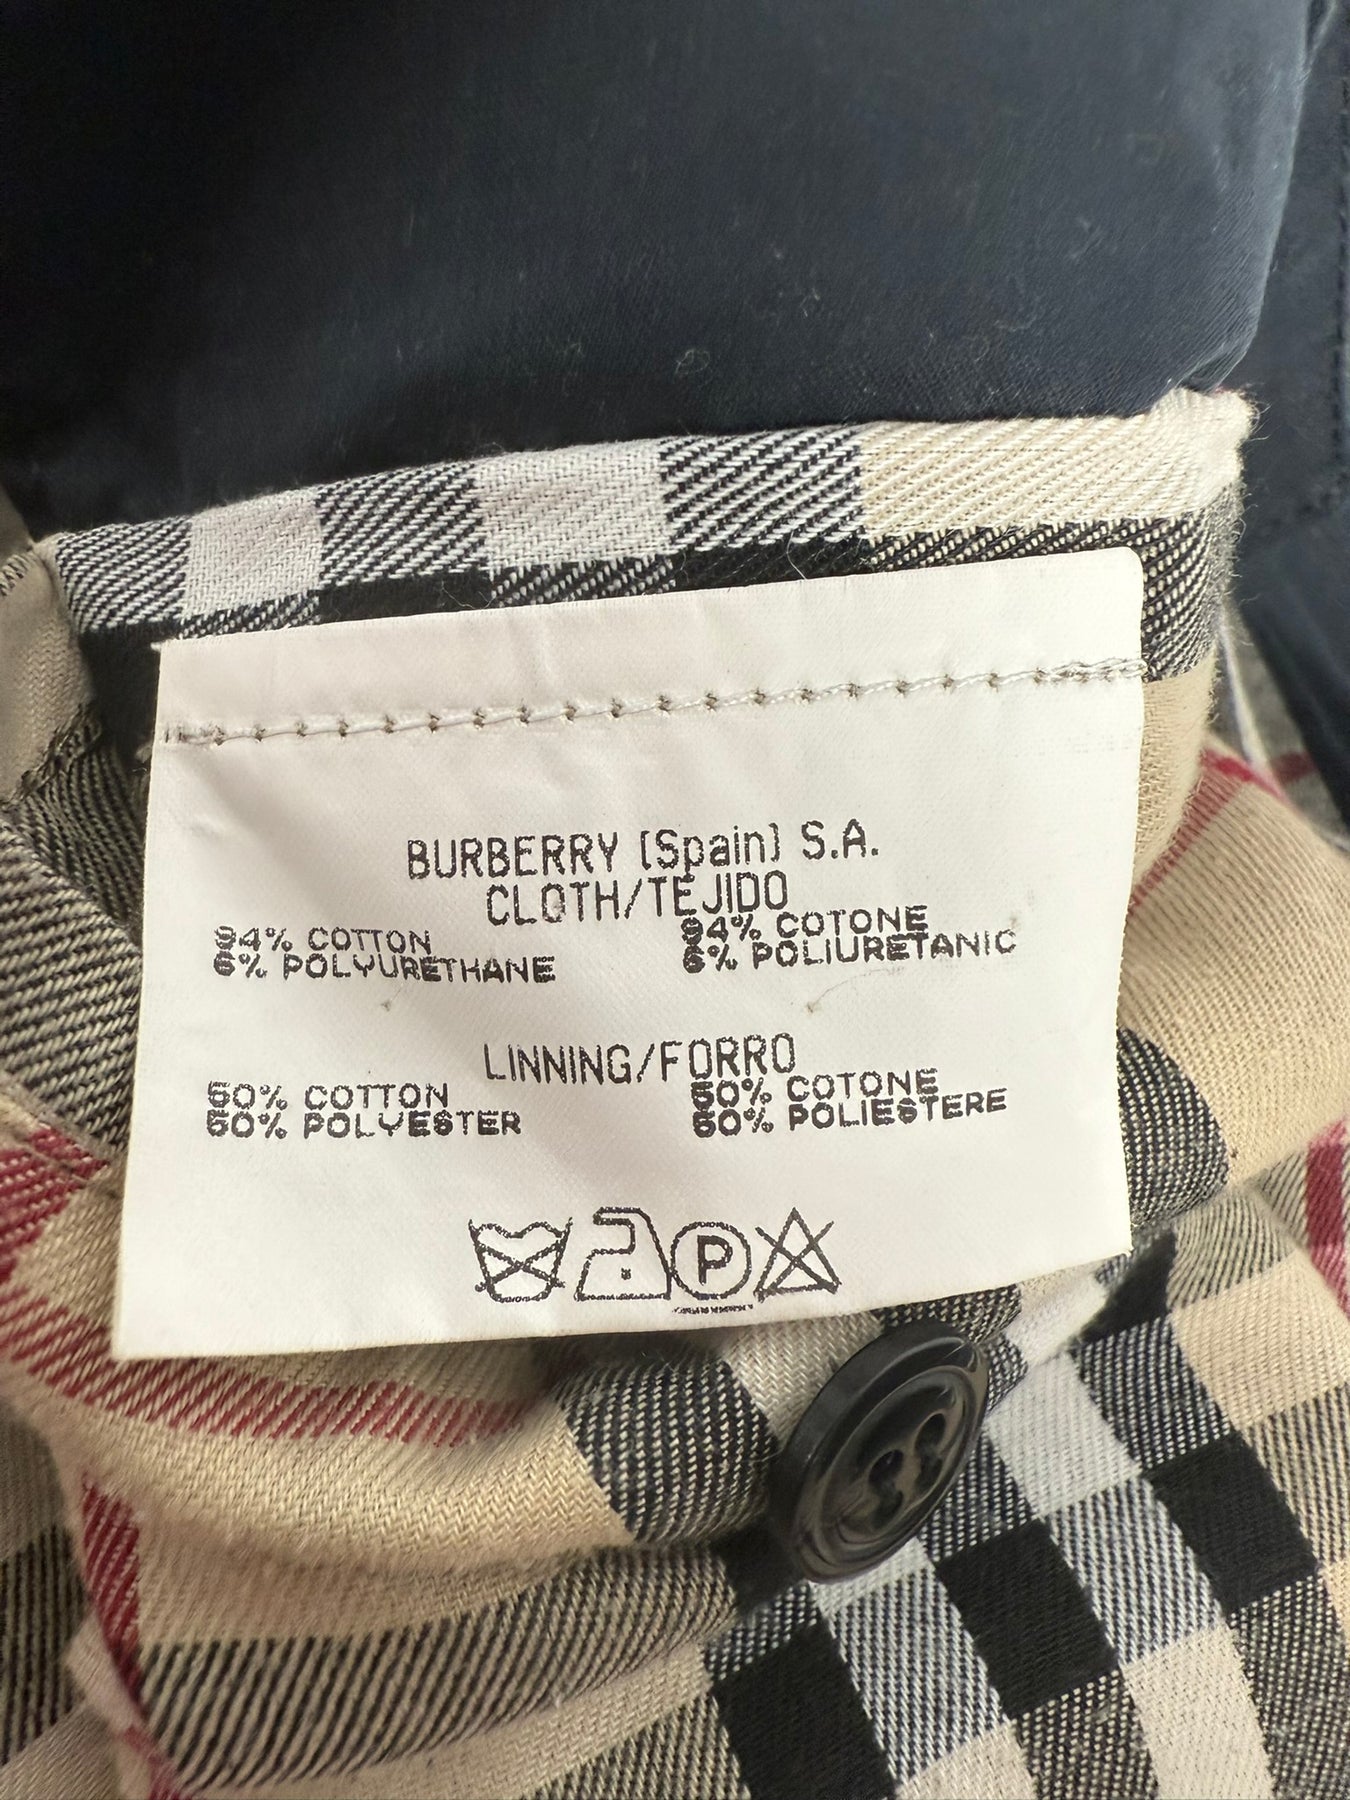 BURBERRY (Spain) S.A.
CLOTH/TEJIDO
94% COTTON
6% POLYURETHANE
94% COTONE
6% POLIURETANIC
LINNING/FORRO
50% COTTON
50% POLYESTER
50% COTONE
50% POLIESTERE
P